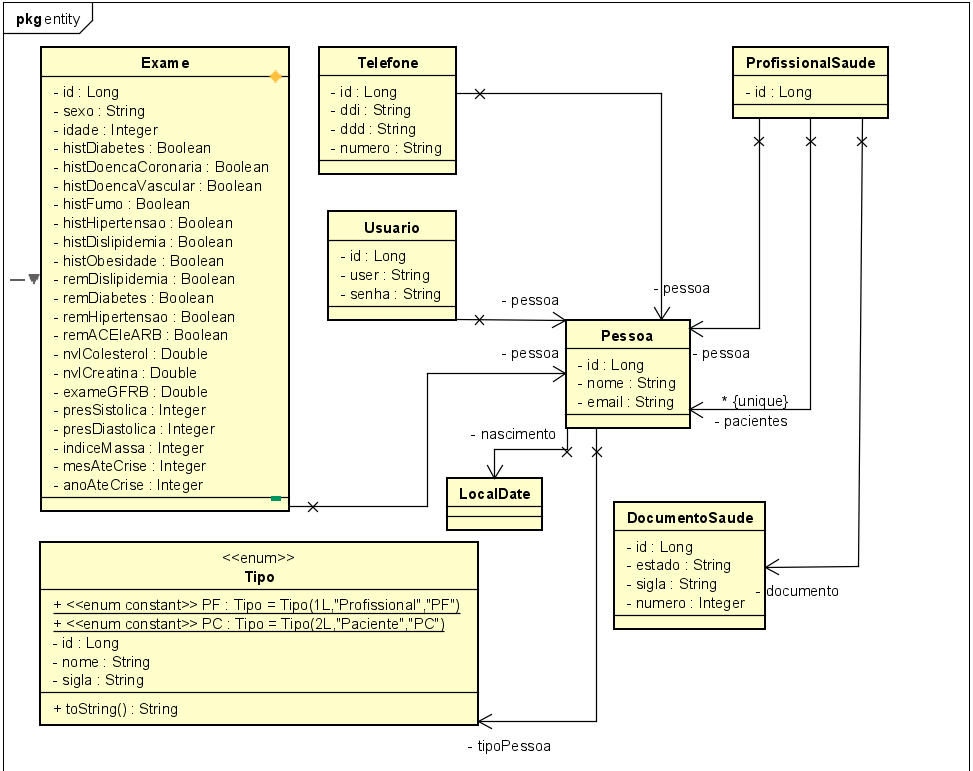 pkg entity
Exame
- id : Long
- sexo : String
- idade : Integer
- histDiabetes : Boolean
- histDoencaCoronaria : Boolean
- histDoencaVascular : Boolean
- histFumo : Boolean
- histHipertensao : Boolean
- histDislipidemia : Boolean
- histObesidade : Boolean
- remDislipidemia : Boolean
- remDiabetes : Boolean
- remHipertensao : Boolean
- remACEIeARB : Boolean
- nvlColesterol : Double
- nvlCreatina : Double
- exameGFRB : Double
- presSistolica : Integer
- presDiastolica : Integer
- indiceMassa : Integer
- mesAteCrise : Integer
- anoAteCrise : Integer
Telefone
- id : Long
- ddi : String
- ddd : String
- numero : String
ProfissionalSaude
- id : Long
Usuario
- id : Long
- user : String
- senha : String
- pessoa
- pessoa
- pessoa
- pessoa
Pessoa
- id : Long
- nome : String
- email : String
* {unique}
- pacientes
- nascimento
LocalDate
DocumentoSaude
- id : Long
- estado : String
- sigla : String
- numero : Integer
- documento
<<enum>>
Tipo
+ <<enum constant>> PF : Tipo = Tipo(1L,"Profissional","PF")
+ <<enum constant>> PC : Tipo = Tipo(2L,"Paciente","PC")
- id : Long
- nome : String
- sigla : String
+ toString() : String
- tipoPessoa